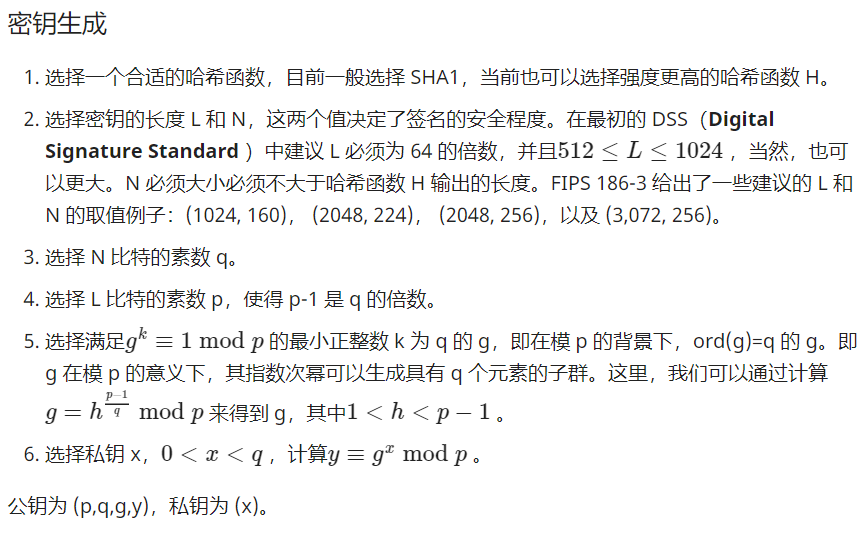 密钥生成
1. 选择一个合适的哈希函数，目前一般选择 SHA1，当前也可以选择强度更高的哈希函数 H。
2. 选择密钥的长度 L 和 N，这两个值决定了签名的安全程度。在最初的 DSS（Digital
Signature Standard ）中建议 L 必须为 64 的倍数，并且512 ≤ L ≤ 1024 ，当然，也可
以更大。N 必须大小必须不大于哈希函数 H 输出的长度。FIPS 186-3 给出了一些建议的 L 和
N 的取值例子：(1024, 160)， (2048, 224)， (2048, 256)，以及 (3,072, 256)。
3. 选择 N 比特的素数 q。
4. 选择 L 比特的素数 p，使得 p-1 是 q 的倍数。
5. 选择满足g^k ≡ 1 mod p 的最小正整数 k 为 q 的 g，即在模 p 的背景下，ord(g)=q 的 g。即
g 在模 p 的意义下，其指数次幂可以生成具有 q 个元素的子群。这里，我们可以通过计算
g = h^{\frac{p−1}{q}} mod p 来得到 g，其中1 < h < p − 1 。
6. 选择私钥 x，0 < x < q ，计算y ≡ g^x mod p 。
公钥为 (p,q,g,y)，私钥为 (x)。